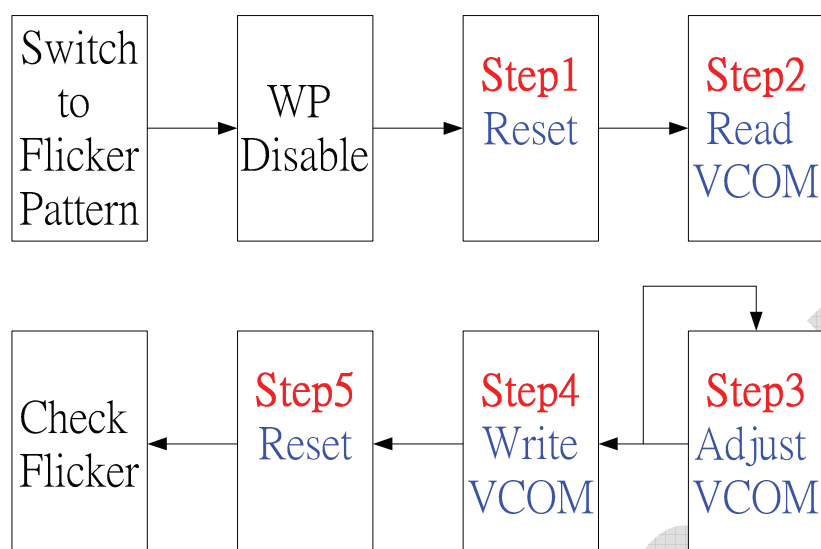 Switch
to
Flicker
Pattern
WP
Disable
Step1
Reset
Step2
Read
VCOM
Check
Flicker
Step5
Reset
Step4
Write
VCOM
Step3
Adjust
VCOM